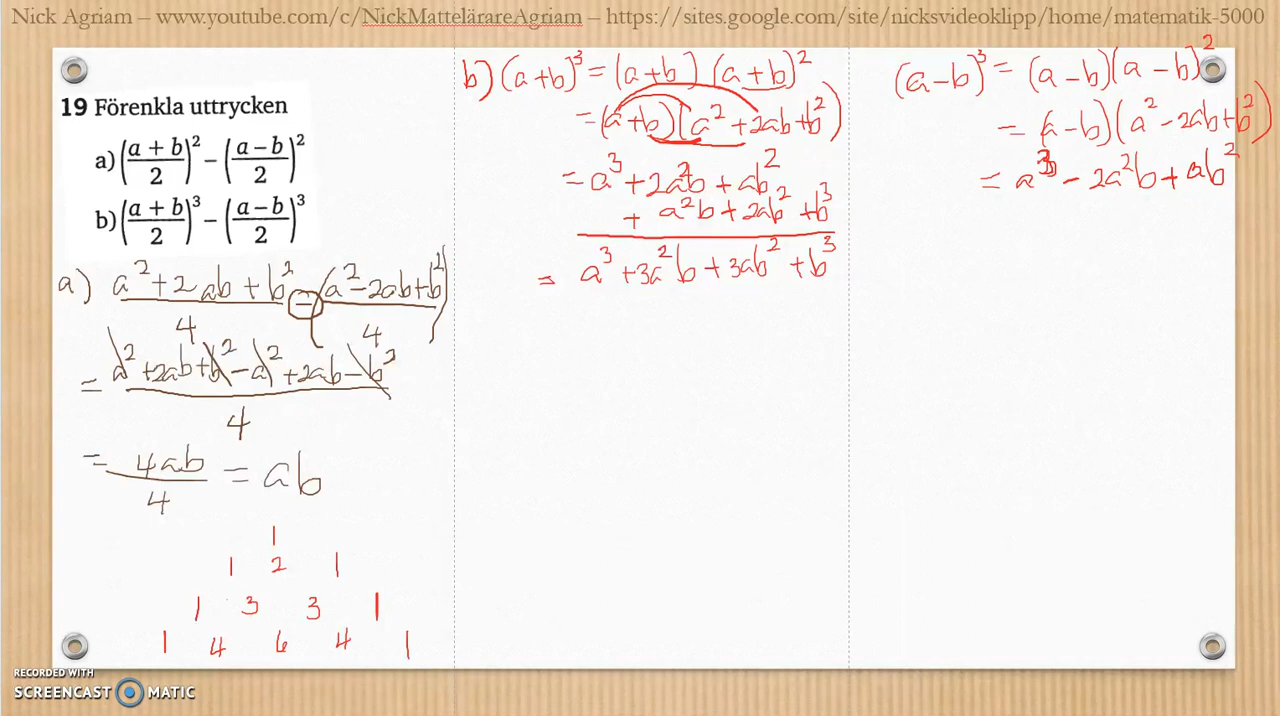 Nick Agriam – www.youtube.com/c/NickMattelärareAgriam – https://sites.google.com/site/nicksvideoklipp/home/matematik-5000
19 Förenkla uttrycken
a) ((a + b)/2)² − ((a − b)/2)²
b) ((a + b)/2)³ − ((a − b)/2)³
a) (a² + 2ab + b²)/4 − (a² − 2ab + b²)/4
= (a² + 2ab + b² − a² + 2ab − b²)/4
= 4ab/4 = ab
1
1 2 1
1 3 3 1
1 4 6 4 1
b) (a+b)³ = (a+b) (a+b)²
= (a+b)(a² + 2ab + b²)
= a³ + 2a²b + ab²
+ a²b + 2ab² + b³
= a³ + 3a²b + 3ab² + b³
(a−b)³ = (a−b)(a−b)²
= (a−b)(a² − 2ab + b²)
= a³ − 2a²b + ab²
RECORDED WITH
SCREENCAST MATIC